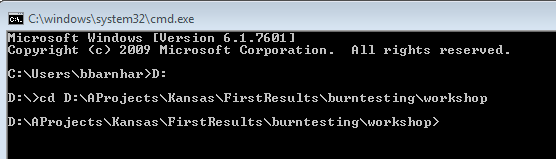 C:\windows\system32\cmd.exe
Microsoft Windows [Version 6.1.7601]
Copyright (c) 2009 Microsoft Corporation.  All rights reserved.
C:\Users\bbarnhar>D:
D:\>cd D:\AProjects\Kansas\FirstResults\burntesting\workshop
D:\AProjects\Kansas\FirstResults\burntesting\workshop>